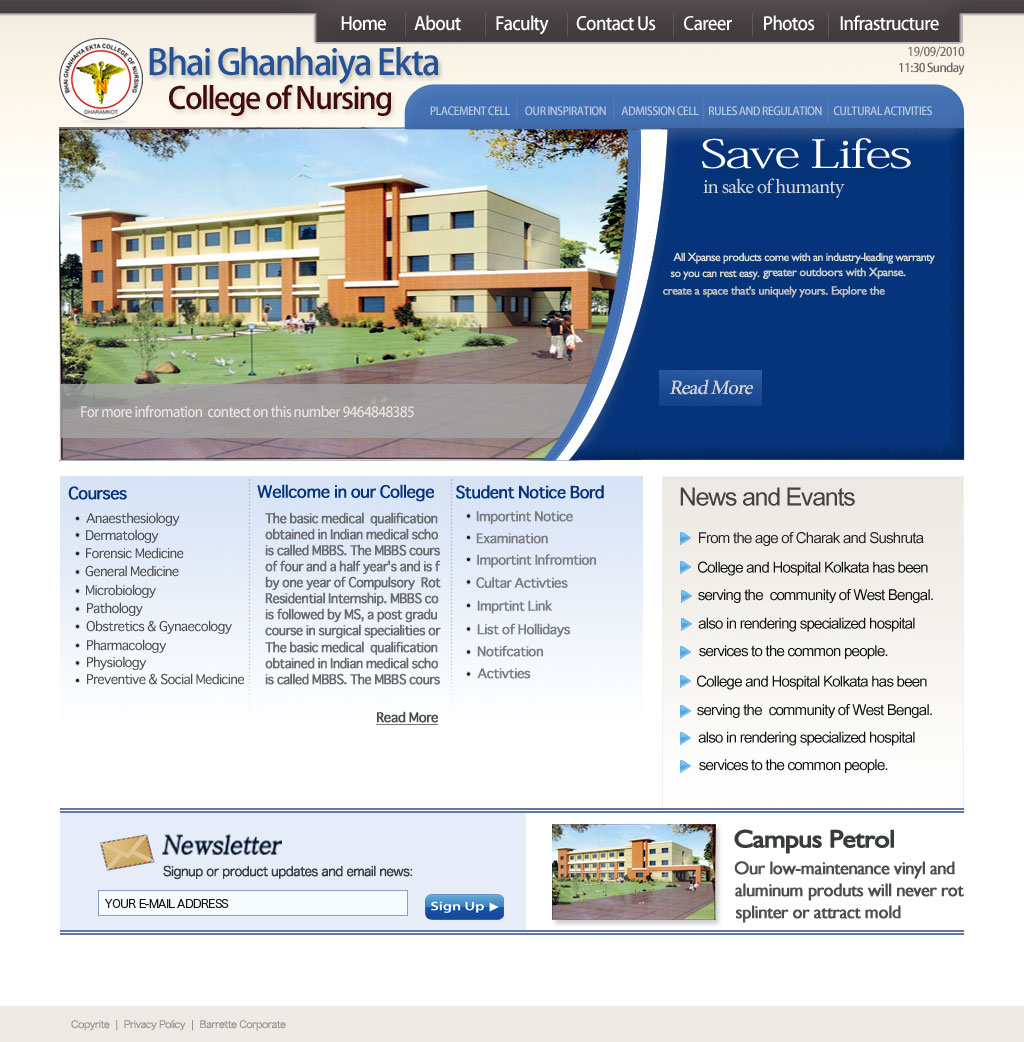 Home About Faculty Contact Us Career Photos Infrastructure
19/09/2010
11:30 Sunday
BHAI GHANHAIYA EKTA COLLEGE OF NURSING
DHARAMKOT
Bhai Ghanhaiya Ekta
College of Nursing
PLACEMENT CELL OUR INSPIRATION ADMISSION CELL RULES AND REGULATION CULTURAL ACTIVITIES
Save Lifes
in sake of humanty
All Xpanse products come with an industry-leading warranty
so you can rest easy. greater outdoors with Xpanse.
create a space that's uniquely yours. Explore the
Read More
For more infromation contect on this number 9464848385
Courses
• Anaesthesiology
• Dermatology
• Forensic Medicine
• General Medicine
• Microbiology
• Pathology
• Obstretics & Gynaecology
• Pharmacology
• Physiology
• Preventive & Social Medicine
Wellcome in our College
The basic medical qualification
obtained in Indian medical scho
is called MBBS. The MBBS cours
of four and a half year's and is f
by one year of Compulsory Rot
Residential Internship. MBBS co
is followed by MS, a post gradu
course in surgical specialities or
The basic medical qualification
obtained in Indian medical scho
is called MBBS. The MBBS cours
Read More
Student Notice Bord
• Importint Notice
• Examination
• Importint Infromtion
• Cultar Activties
• Imprtint Link
• List of Hollidays
• Notifcation
• Activties
News and Evants
From the age of Charak and Sushruta
College and Hospital Kolkata has been
serving the community of West Bengal.
also in rendering specialized hospital
services to the common people.
College and Hospital Kolkata has been
serving the community of West Bengal.
also in rendering specialized hospital
services to the common people.
Newsletter
Signup or product updates and email news:
YOUR E-MAIL ADDRESS
Sign Up
Campus Petrol
Our low-maintenance vinyl and
aluminum produts will never rot
splinter or attract mold
Copyrite | Privacy Policy | Barrette Corporate